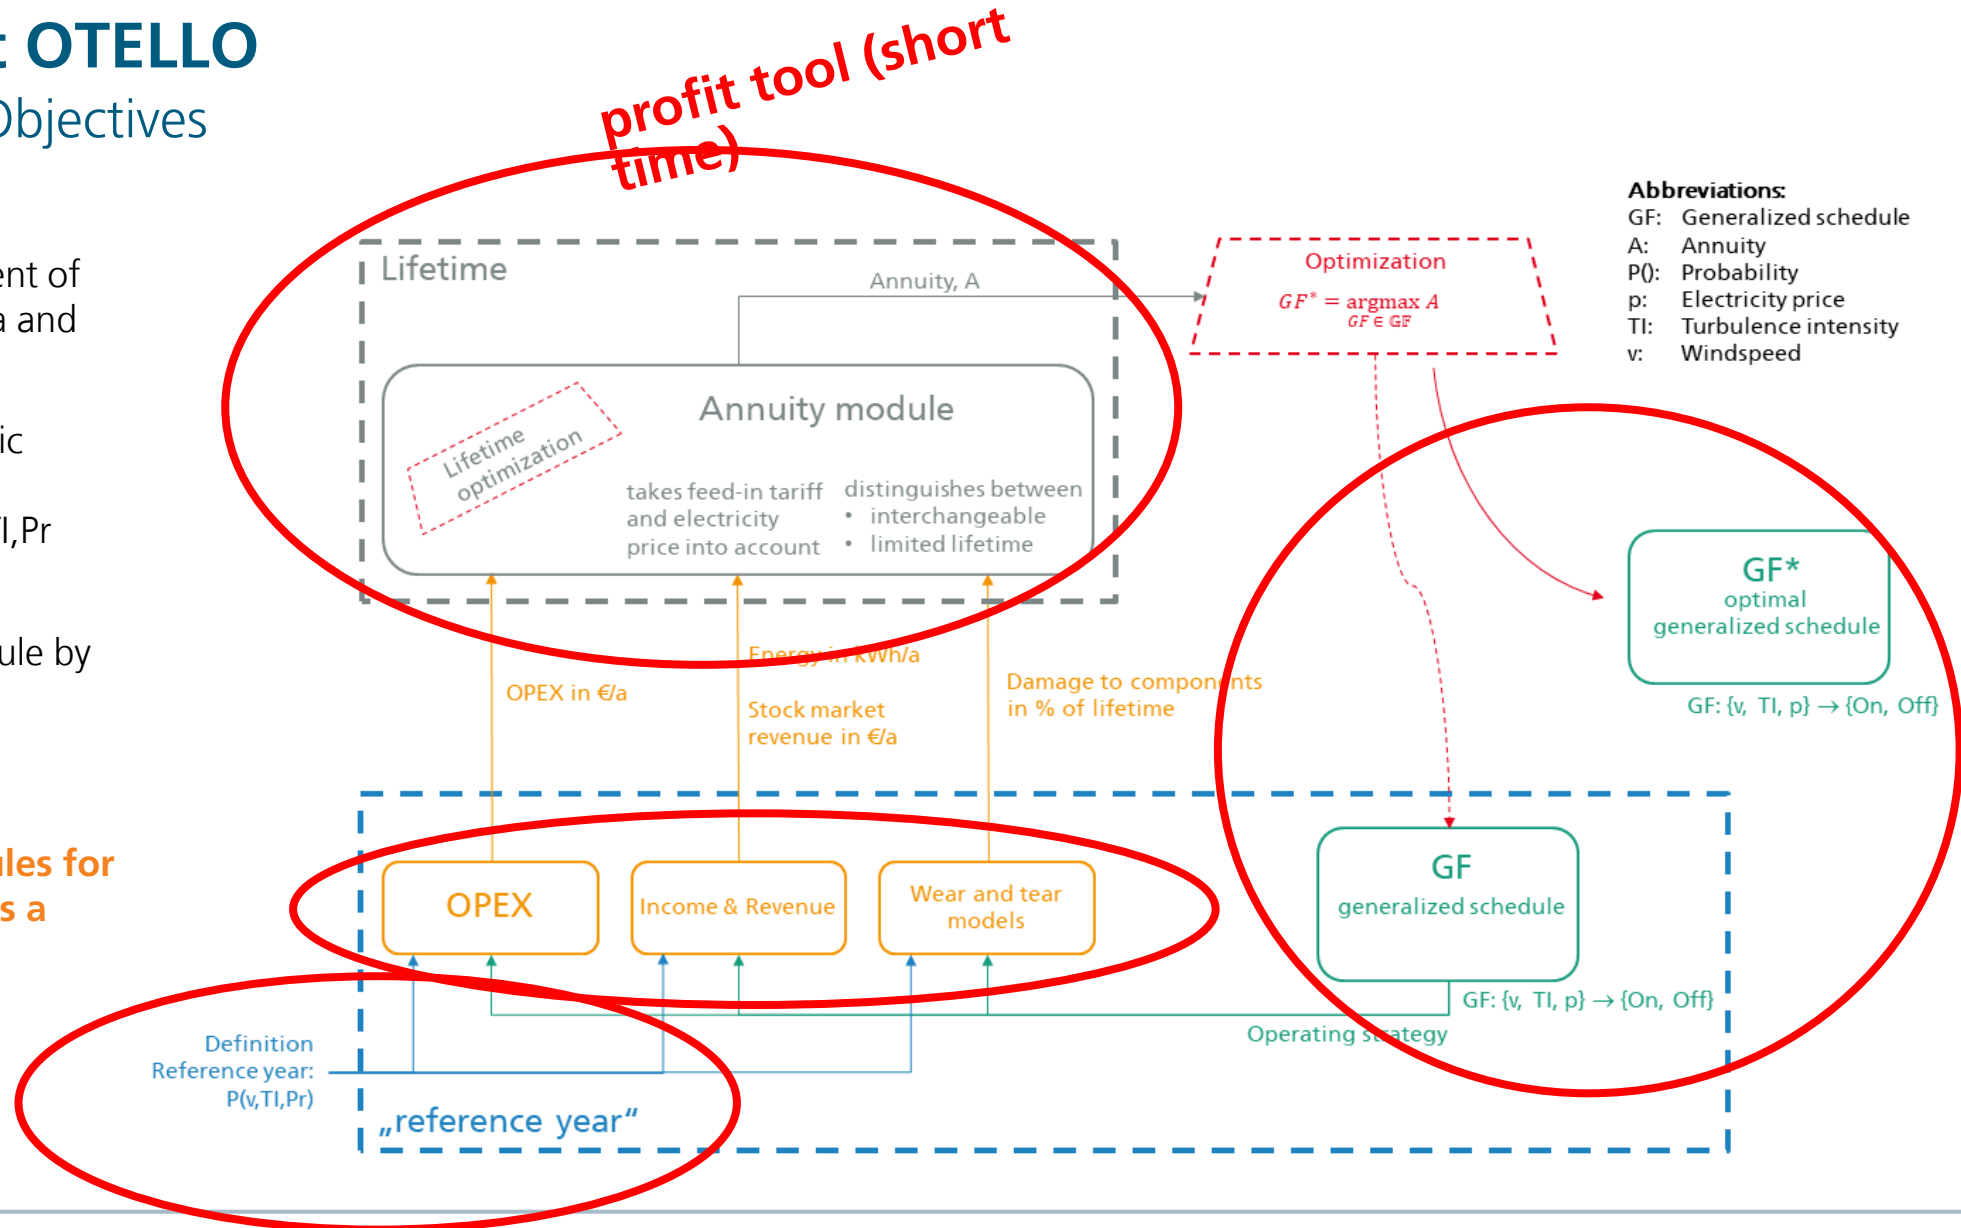 t OTELLO
Objectives
profit tool (short
time)
ent of
a and
ic
TI,Pr
ule by
ules for
s a
Lifetime
Annuity, A
Optimization
GF* = argmax A
GF ∈ 𝔾𝔽
Abbreviations:
GF: Generalized schedule
A: Annuity
P(): Probability
p: Electricity price
TI: Turbulence intensity
v: Windspeed
Annuity module
Lifetime
optimization
takes feed-in tariff
and electricity
price into account
distinguishes between
• interchangeable
• limited lifetime
GF*
optimal
generalized schedule
GF: {v, TI, p} → {On, Off}
OPEX in €/a
Energy in kWh/a
Stock market
revenue in €/a
Damage to components
in % of lifetime
OPEX
Income & Revenue
Wear and tear
models
GF
generalized schedule
GF: {v, TI, p} → {On, Off}
Operating strategy
Definition
Reference year:
P(v,TI,Pr)
„reference year“